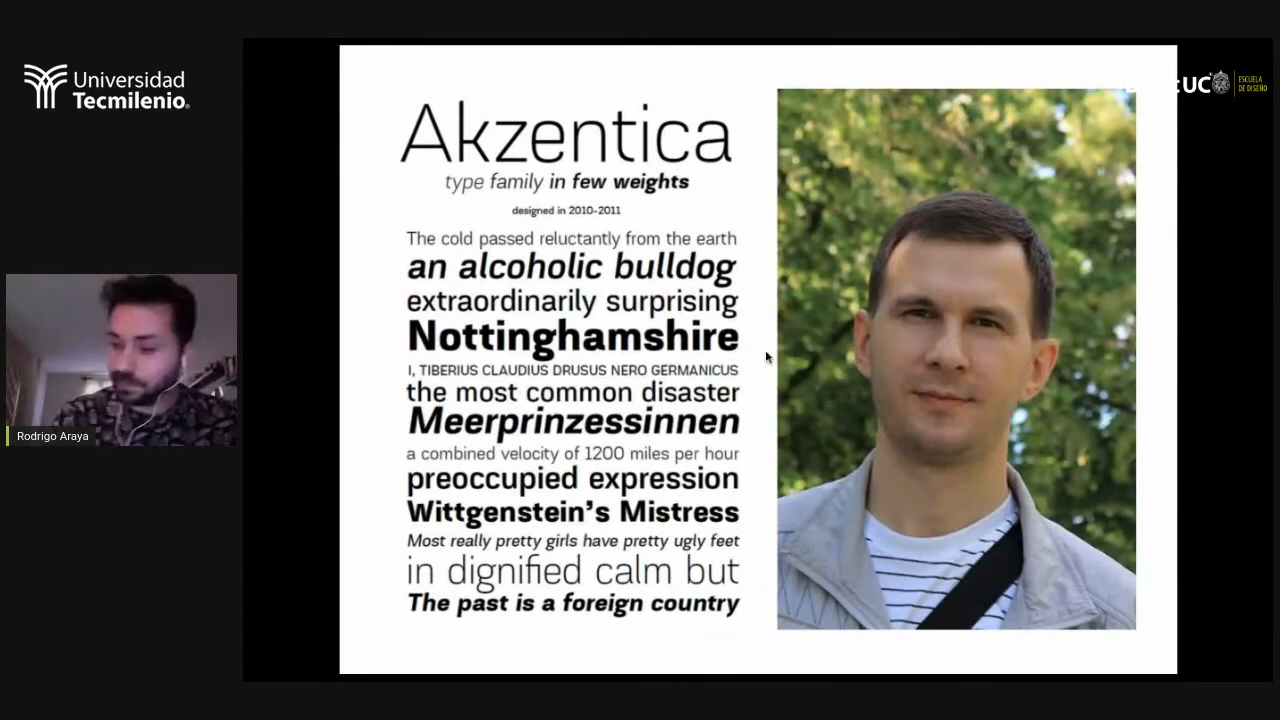 Universidad
Tecmilenio
UC
ESCUELA
DE DISEÑO
Akzentica
type family in few weights
designed in 2010-2011
The cold passed reluctantly from the earth
an alcoholic bulldog
extraordinarily surprising
Nottinghamshire
I, TIBERIUS CLAUDIUS DRUSUS NERO GERMANICUS
the most common disaster
Meerprinzessinnen
a combined velocity of 1200 miles per hour
preoccupied expression
Wittgenstein’s Mistress
Most really pretty girls have pretty ugly feet
in dignified calm but
The past is a foreign country
Rodrigo Araya